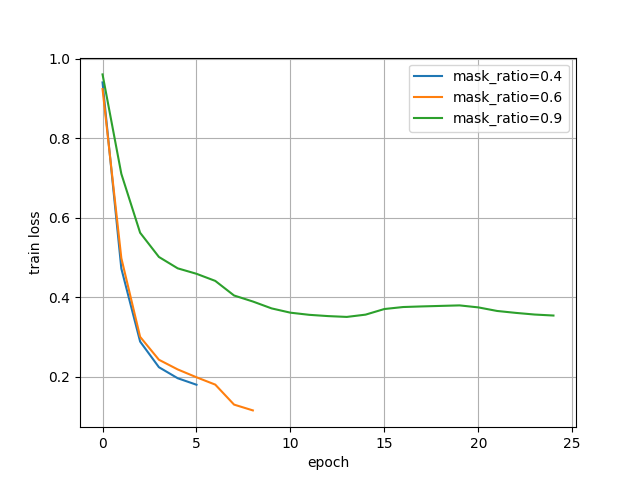 1.0
0.8
0.6
0.4
0.2
train loss
mask_ratio=0.4
mask_ratio=0.6
mask_ratio=0.9
0 5 10 15 20 25
epoch